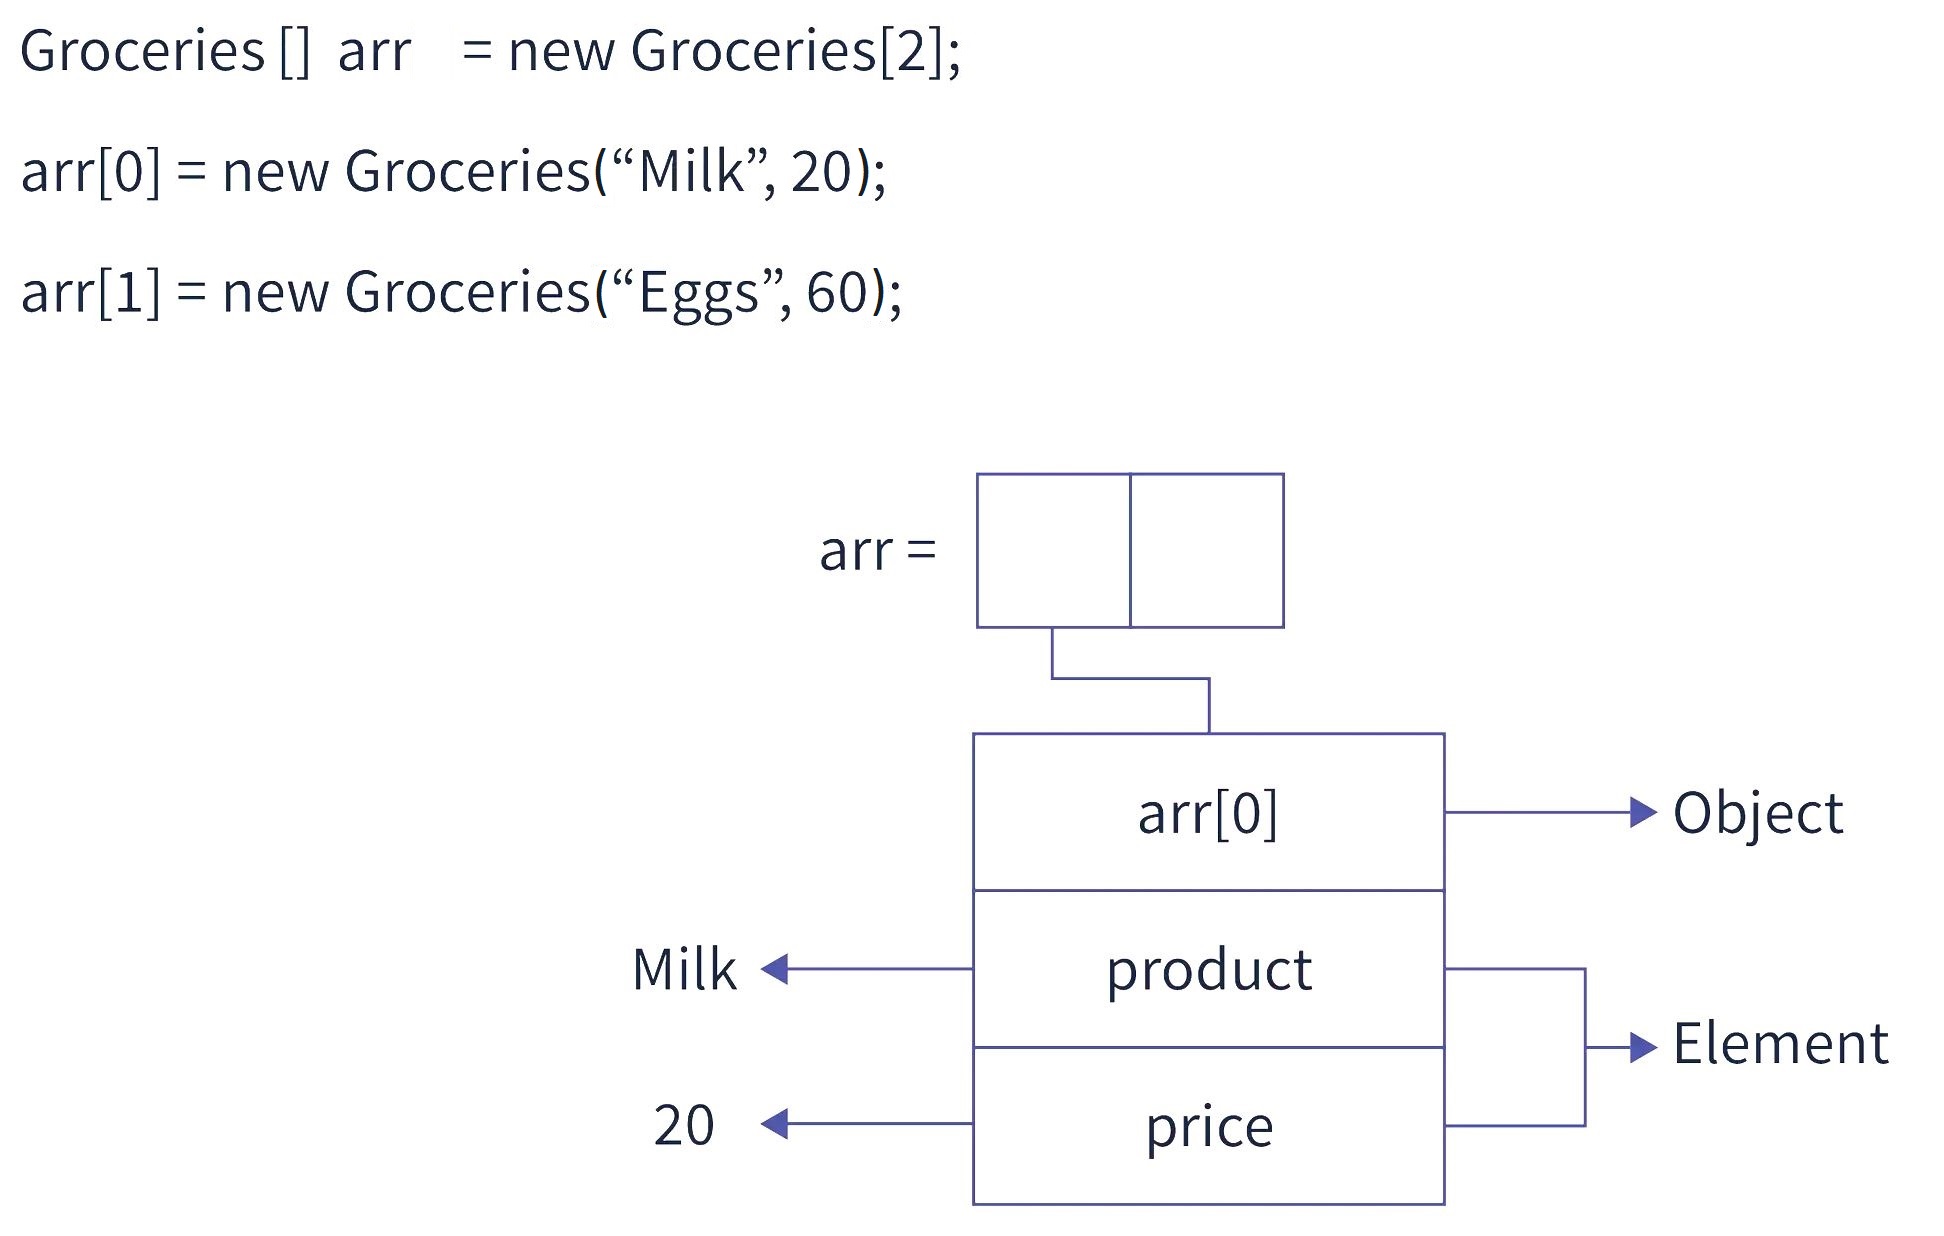 Groceries [] arr = new Groceries[2];
arr[0] = new Groceries(“Milk”, 20);
arr[1] = new Groceries(“Eggs”, 60);
arr =
arr[0]
Object
Milk
product
Element
20
price